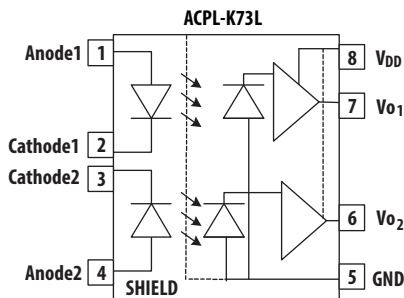 ACPL-K73L
Anode1 1
8 VDD
7 Vo1
Cathode1 2
Cathode2 3
6 Vo2
Anode2 4
5 GND
SHIELD